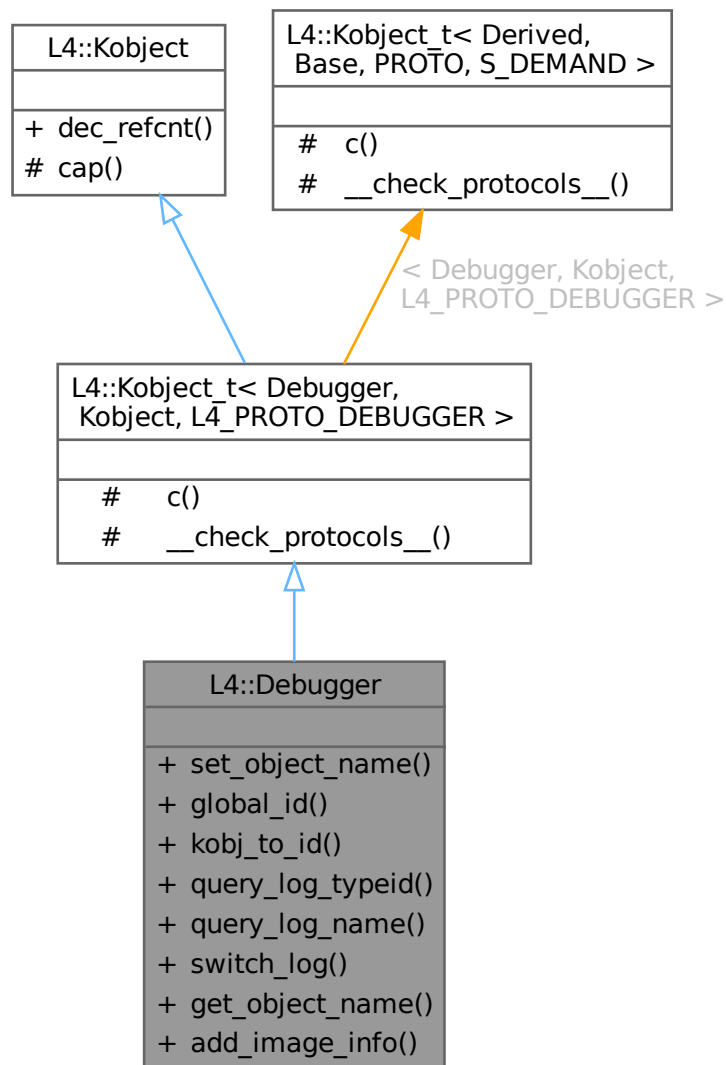 L4::Kobject
+ dec_refcnt()
# cap()
L4::Kobject_t< Derived,
Base, PROTO, S_DEMAND >
# c()
# __check_protocols__()
< Debugger, Kobject,
L4_PROTO_DEBUGGER >
L4::Kobject_t< Debugger,
Kobject, L4_PROTO_DEBUGGER >
# c()
# __check_protocols__()
L4::Debugger
+ set_object_name()
+ global_id()
+ kobj_to_id()
+ query_log_typeid()
+ query_log_name()
+ switch_log()
+ get_object_name()
+ add_image_info()